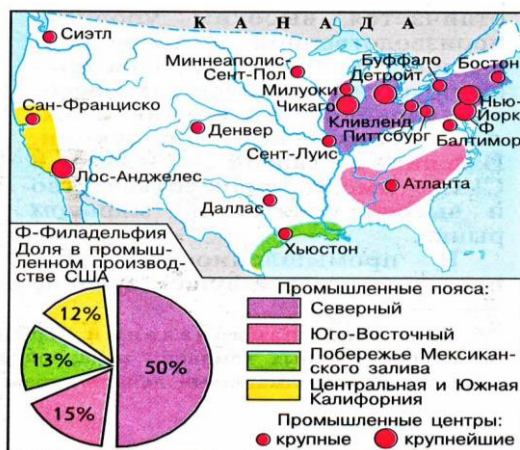 К А Н А Д А
Сиэтл
Миннеаполис-
Сент-Пол
Буффало
Бостон
Милуоки
Детройт
Чикаго
Сан-Франциско
Нью-
Йорк
Ф
Кливленд
Питтсбург
Денвер
Балтимор
Сент-Луис
Лос-Анджелес
Атланта
Даллас
Хьюстон
Ф-Филадельфия
Доля в промыш-
ленном производ-
стве США
12%
13%
15%
50%
Промышленные пояса:
Северный
Юго-Восточный
Побережье Мексикан-
ского залива
Центральная и Южная
Калифорния
Промышленные центры:
крупные
крупнейшие